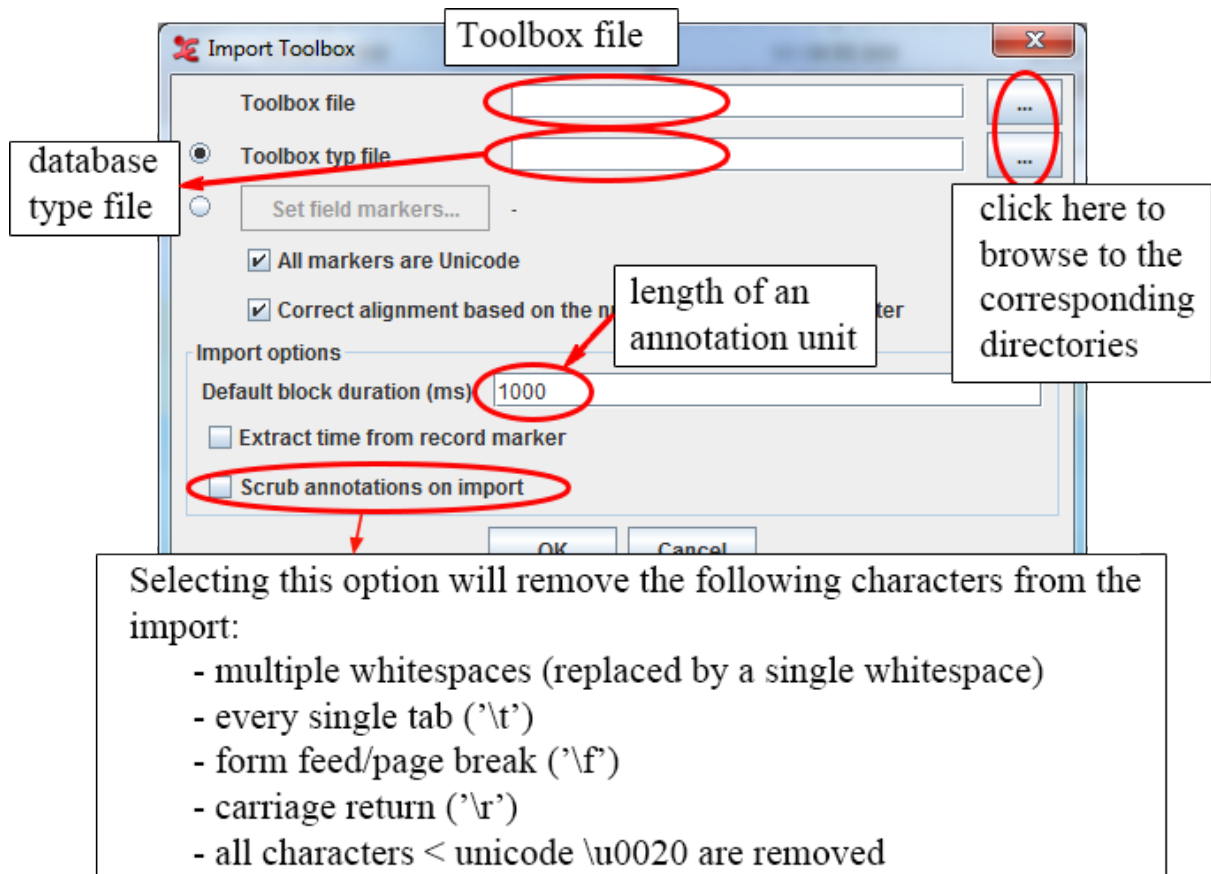 Import Toolbox
Toolbox file
X
Toolbox file
...
database
type file
Toolbox typ file
...
Set field markers...
-
click here to
browse to the
corresponding
directories
All markers are Unicode
length of an
annotation unit
Correct alignment based on the
Import options
Default block duration (ms)
1000
Extract time from record marker
Scrub annotations on import
OK
Cancel
Selecting this option will remove the following characters from the
import:
- multiple whitespaces (replaced by a single whitespace)
- every single tab ('\t')
- form feed/page break ('\f')
- carriage return ('\r')
- all characters < unicode \u0020 are removed